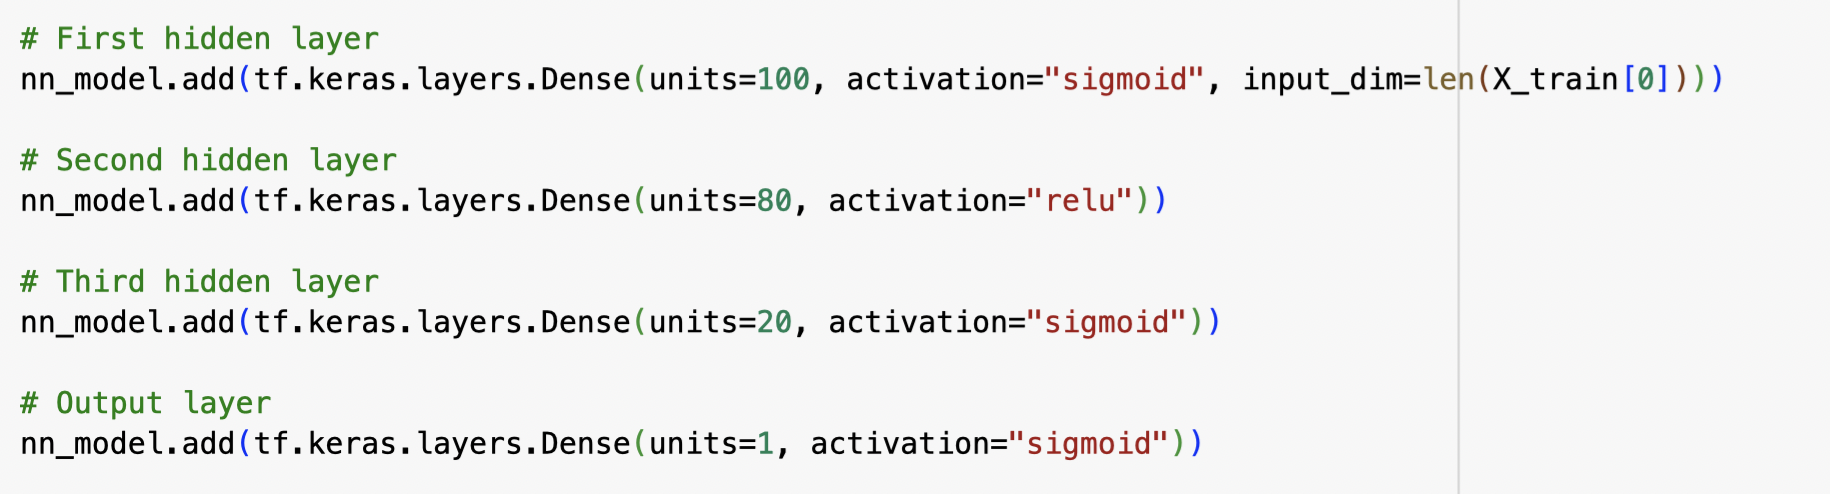 # First hidden layer
nn_model.add(tf.keras.layers.Dense(units=100, activation="sigmoid", input_dim=len(X_train[0])))
# Second hidden layer
nn_model.add(tf.keras.layers.Dense(units=80, activation="relu"))
# Third hidden layer
nn_model.add(tf.keras.layers.Dense(units=20, activation="sigmoid"))
# Output layer
nn_model.add(tf.keras.layers.Dense(units=1, activation="sigmoid"))